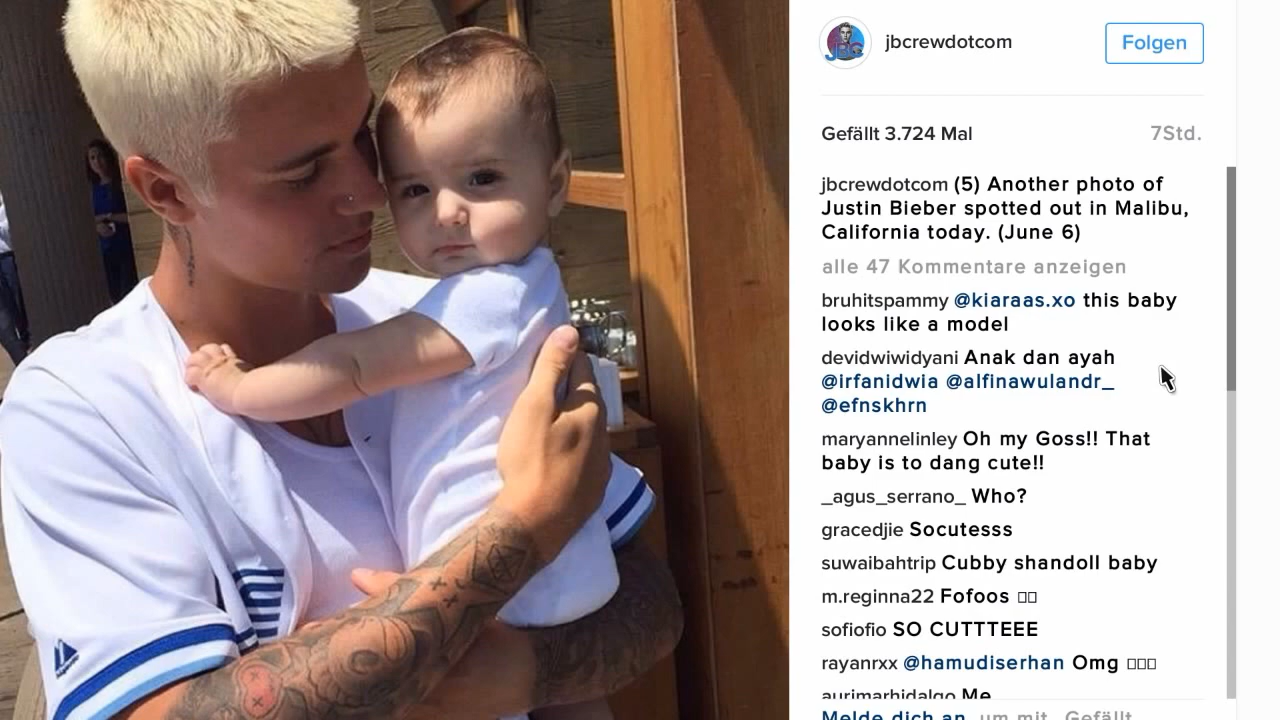 jbcrewdotcom
Folgen
Gefällt 3.724 Mal
7Std.
jbcrewdotcom (5) Another photo of
Justin Bieber spotted out in Malibu,
California today. (June 6)
alle 47 Kommentare anzeigen
bruhitspammy @kiaraas.xo this baby
looks like a model
devidwiwidyani Anak dan ayah
@irfanidwia @alfinawulandr_
@efnskhrn
maryannelinley Oh my Goss!! That
baby is to dang cute!!
_agus_serrano_ Who?
gracedjie Socutesss
suwaibahtrip Cubby shandoll baby
m.reginna22 Fofoos
sofiofio SO CUTTTEEE
rayanrxx @hamudiserhan Omg
aurimarhidalgo Me
Melde dich an, um mit „Gefällt